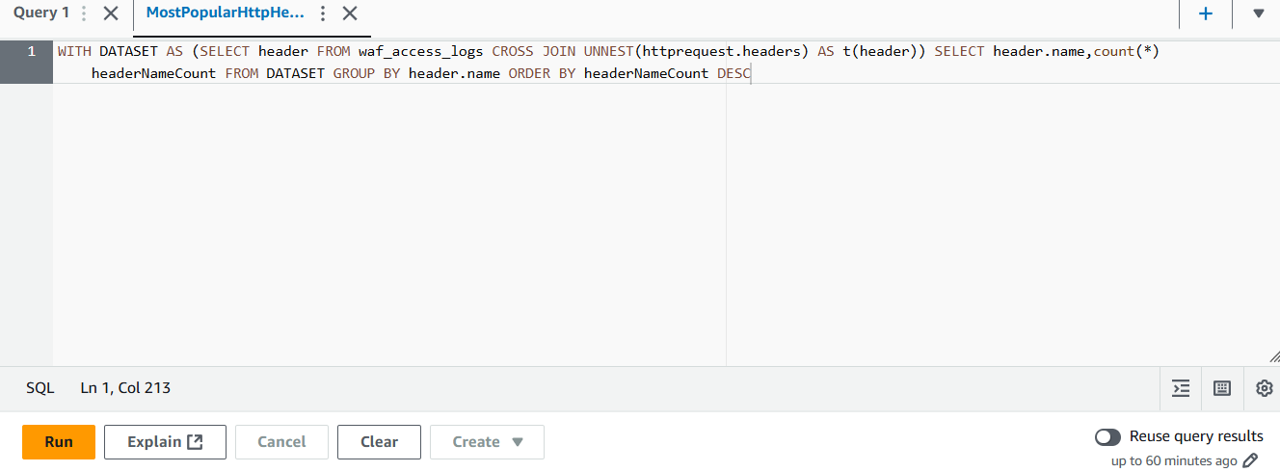 Query 1
MostPopularHttpHe...
1
WITH DATASET AS (SELECT header FROM waf_access_logs CROSS JOIN UNNEST(httprequest.headers) AS t(header)) SELECT header.name,count(*)
headerNameCount FROM DATASET GROUP BY header.name ORDER BY headerNameCount DESC
SQL Ln 1, Col 213
Run Explain Cancel Clear Create
Reuse query results
up to 60 minutes ago